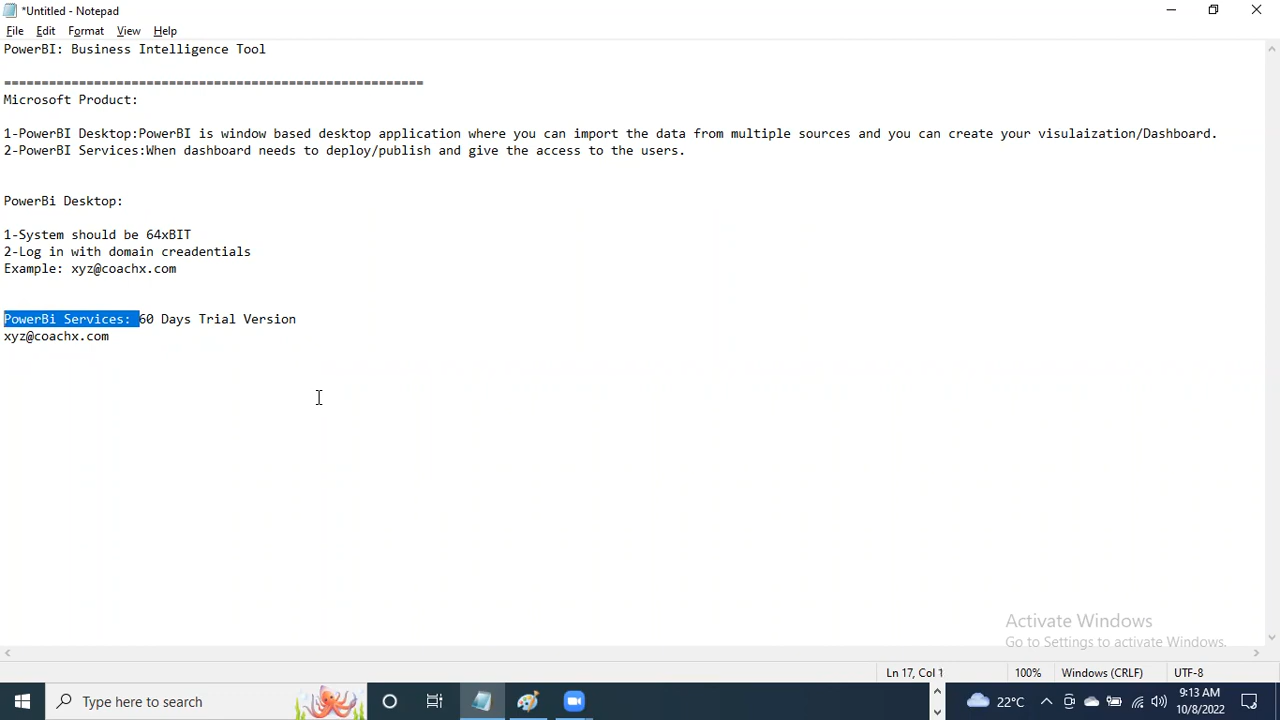 *Untitled - Notepad
File Edit Format View Help
PowerBI: Business Intelligence Tool
========================================================
Microsoft Product:
1-PowerBI Desktop:PowerBI is window based desktop application where you can import the data from multiple sources and you can create your visulaization/Dashboard.
2-PowerBI Services:When dashboard needs to deploy/publish and give the access to the users.
PowerBi Desktop:
1-System should be 64xBIT
2-Log in with domain creadentials
Example: xyz@coachx.com
PowerBi Services: 60 Days Trial Version
xyz@coachx.com
Activate Windows
Go to Settings to activate Windows.
Ln 17, Col 1 100% Windows (CRLF) UTF-8
Type here to search
22°C
9:13 AM
10/8/2022